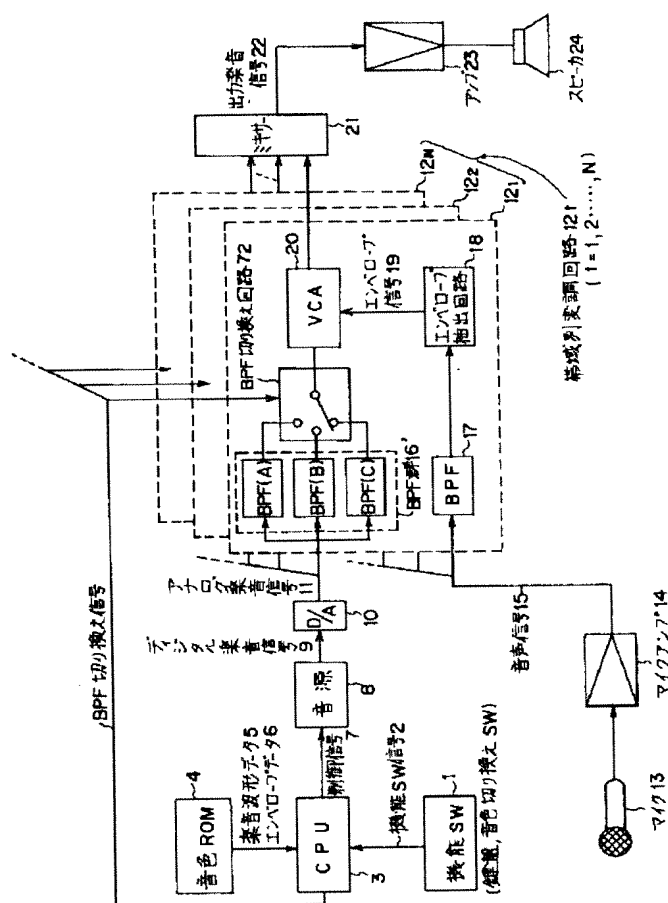 BPF切り換え信号
音色ROM
4
楽音波形データ5
エンベロープデータ6
CPU
3
制御信号
7
機能SW信号2
機能SW
1
(鍵盤,音色切り換えSW)
音源
8
ディジタル楽音信号9
D/A
10
アナログ楽音信号11
マイク13
マイクアンプ14
音声信号15
BPF(A)
BPF(B)
BPF(C)
BPF群16'
BPF切り換え回路72
BPF
17
エンベロープ
抽出回路
18
エンベロープ
信号19
VCA
20
12₁
12₂
12N
帯域別変調回路12t
(t=1,2·····,N)
ミキサー
21
出力楽音
信号22
アンプ23
スピーカ24